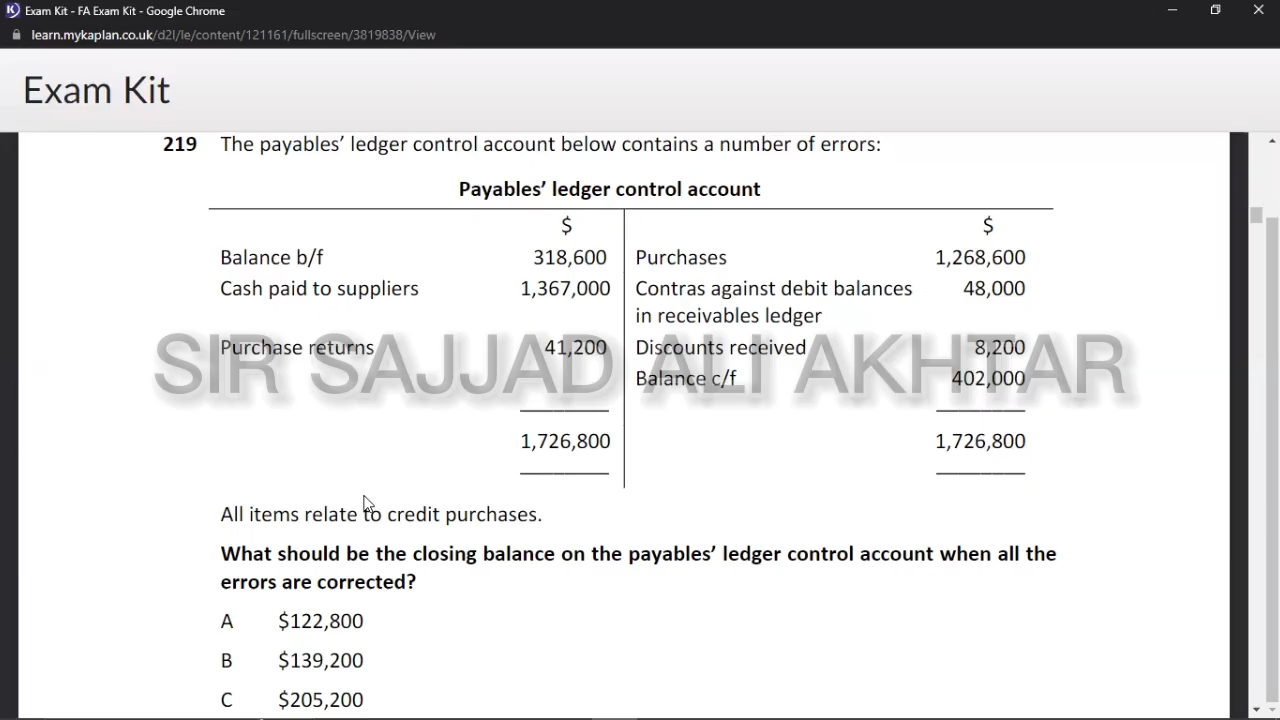 Exam Kit - FA Exam Kit - Google Chrome
learn.mykaplan.co.uk/d2l/le/content/121161/fullscreen/3819838/View
Exam Kit
219 The payables’ ledger control account below contains a number of errors:
Payables’ ledger control account
$ $
Balance b/f 318,600 Purchases 1,268,600
Cash paid to suppliers 1,367,000 Contras against debit balances 48,000
in receivables ledger
Purchase returns 41,200 Discounts received 8,200
SIR SAJJAD ALI AKHTAR
Balance c/f 402,000
1,726,800 1,726,800
All items relate to credit purchases.
What should be the closing balance on the payables’ ledger control account when all the
errors are corrected?
A $122,800
B $139,200
C $205,200